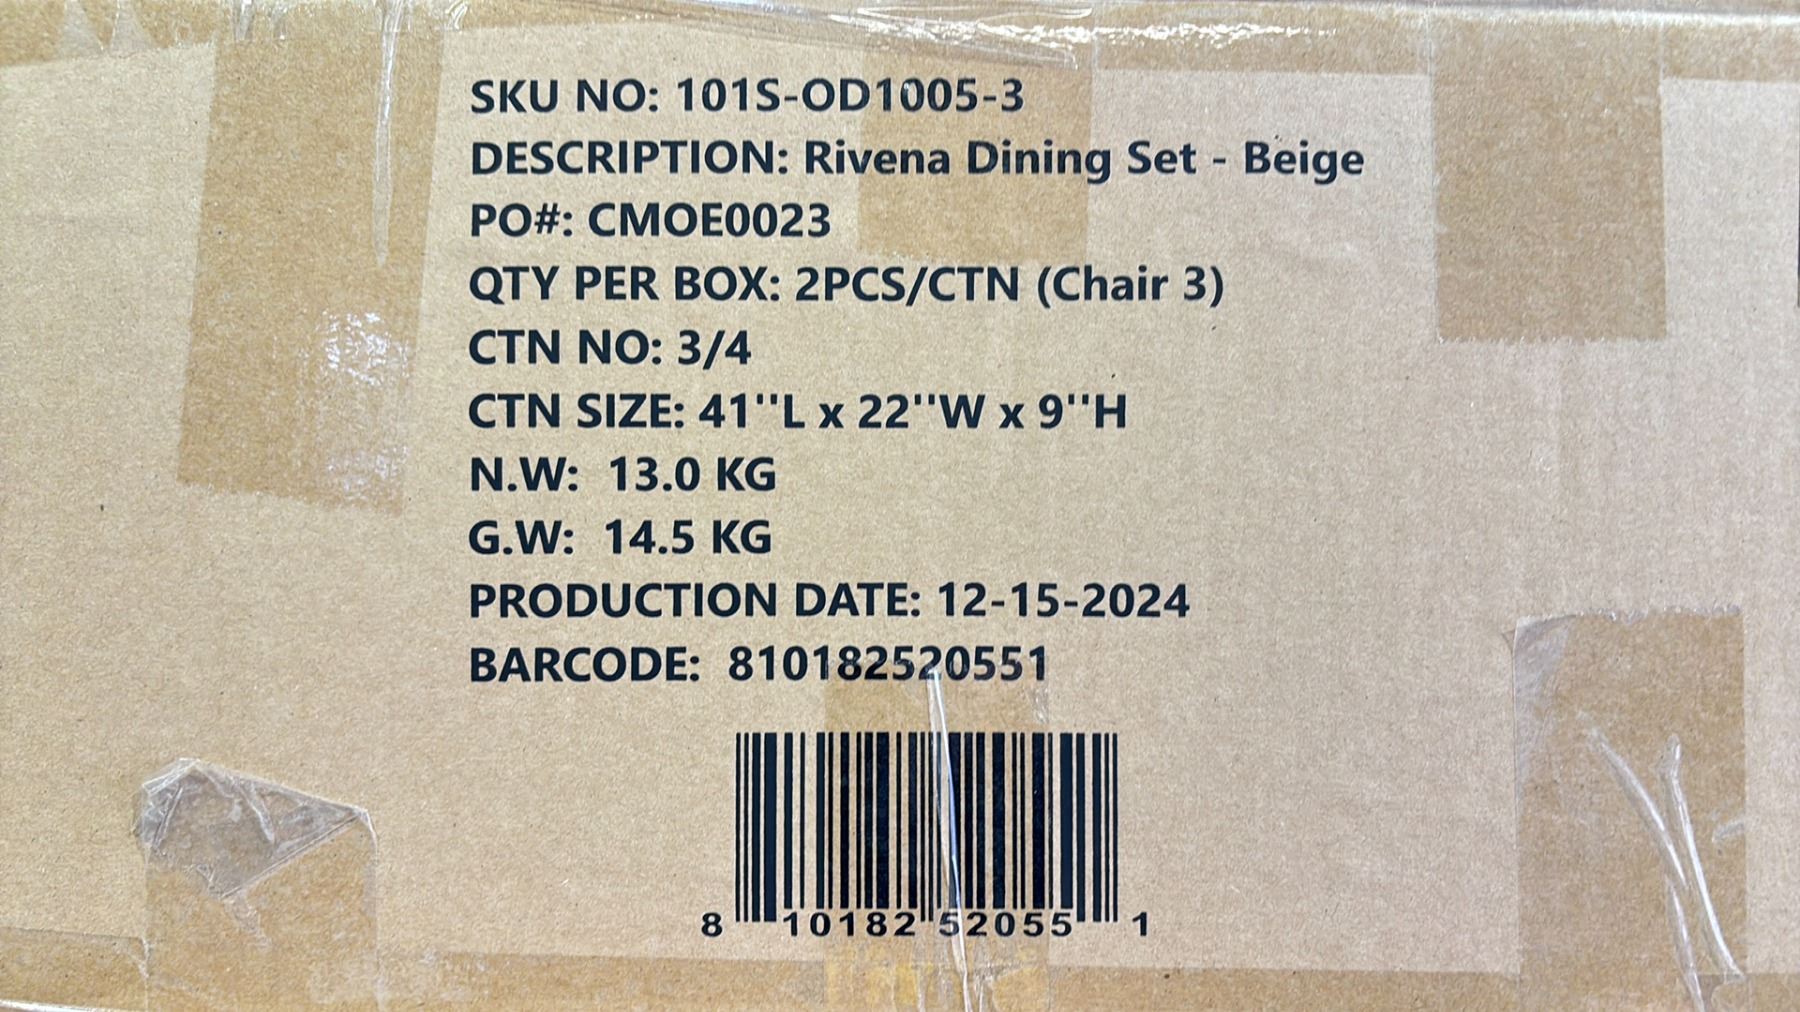 SKU NO: 101S-OD1005-3
DESCRIPTION: Rivena Dining Set - Beige
PO#: CMOE0023
QTY PER BOX: 2PCS/CTN (Chair 3)
CTN NO: 3/4
CTN SIZE: 41''L x 22''W x 9''H
N.W: 13.0 KG
G.W: 14.5 KG
PRODUCTION DATE: 12-15-2024
BARCODE: 810182520551
8 10182 52055 1